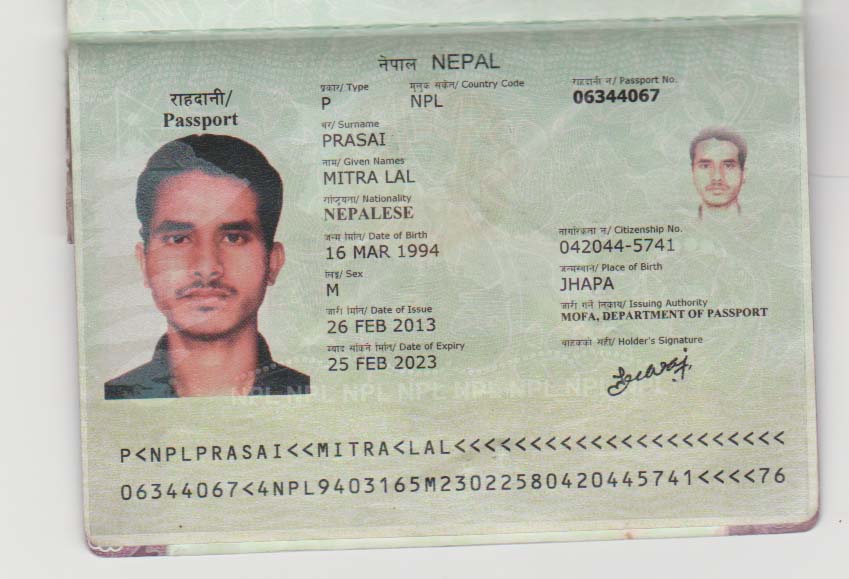 नेपाल NEPAL
राहदानी/
Passport
प्रकार/ Type
P
मुलुक संकेत/ Country Code
NPL
राहदानी नं/ Passport No.
06344067
थर/ Surname
PRASAI
नाम/ Given Names
MITRA LAL
राष्ट्रियता/ Nationality
NEPALESE
जन्म मिति/ Date of Birth
16 MAR 1994
नागरिकता नं/ Citizenship No.
042044-5741
लिङ्ग/ Sex
M
जन्मस्थान/ Place of Birth
JHAPA
जारी मिति/ Date of Issue
26 FEB 2013
जारी गर्ने निकाय/ Issuing Authority
MOFA, DEPARTMENT OF PASSPORT
म्याद सकिने मिति/ Date of Expiry
25 FEB 2023
वाहकको सही/ Holder's Signature
NPL NPL NPL NPL NPL NPL NPL NPL
P<NPLPRASAI<<MITRA<LAL<<<<<<<<<<<<<<<<<<<<<<
06344067<4NPL9403165M23022580420445741<<<<76